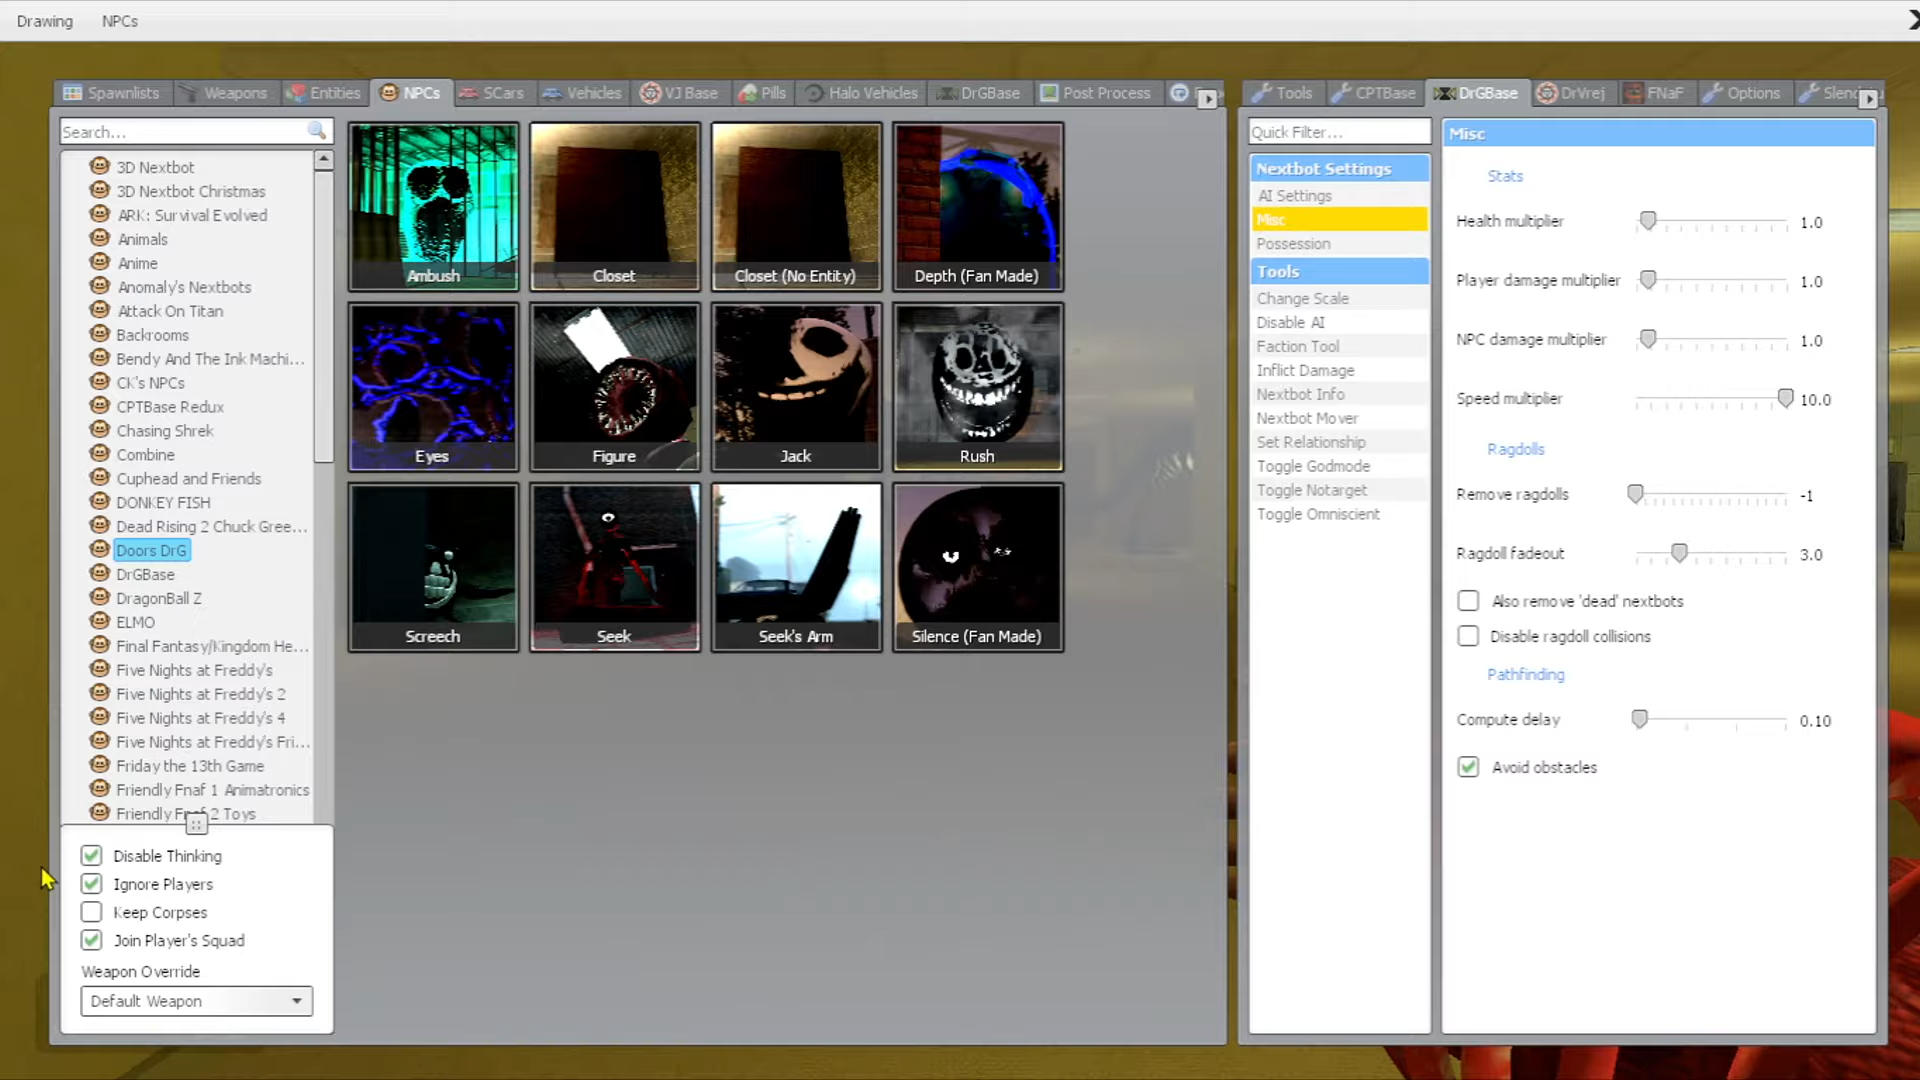 Drawing NPCs
Spawnlists Weapons Entities NPCs SCars Vehicles VJ Base Pills Halo Vehicles DrGBase Post Process
Tools CPTBase DrGBase DrVrej FNaF Options
Search...
3D Nextbot
3D Nextbot Christmas
ARK: Survival Evolved
Animals
Anime
Anomaly's Nextbots
Attack On Titan
Backrooms
Bendy And The Ink Machi...
CK's NPCs
CPTBase Redux
Chasing Shrek
Combine
Cuphead and Friends
DONKEY FISH
Dead Rising 2 Chuck Gree...
Doors DrG
DrGBase
DragonBall Z
ELMO
Final Fantasy/Kingdom He...
Five Nights at Freddy's
Five Nights at Freddy's 2
Five Nights at Freddy's 4
Five Nights at Freddy's Fri...
Friday the 13th Game
Friendly Fnaf 1 Animatronics
Friendly Fnaf 2 Toys
Disable Thinking
Ignore Players
Keep Corpses
Join Player's Squad
Weapon Override
Default Weapon
Ambush Closet Closet (No Entity) Depth (Fan Made)
Eyes Figure Jack Rush
Screech Seek Seek's Arm Silence (Fan Made)
Quick Filter...
Nextbot Settings
AI Settings
Misc
Possession
Tools
Change Scale
Disable AI
Faction Tool
Inflict Damage
Nextbot Info
Nextbot Mover
Set Relationship
Toggle Godmode
Toggle Notarget
Toggle Omniscient
Misc
Stats
Health multiplier 1.0
Player damage multiplier 1.0
NPC damage multiplier 1.0
Speed multiplier 10.0
Ragdolls
Remove ragdolls -1
Ragdoll fadeout 3.0
Also remove 'dead' nextbots
Disable ragdoll collisions
Pathfinding
Compute delay 0.10
Avoid obstacles